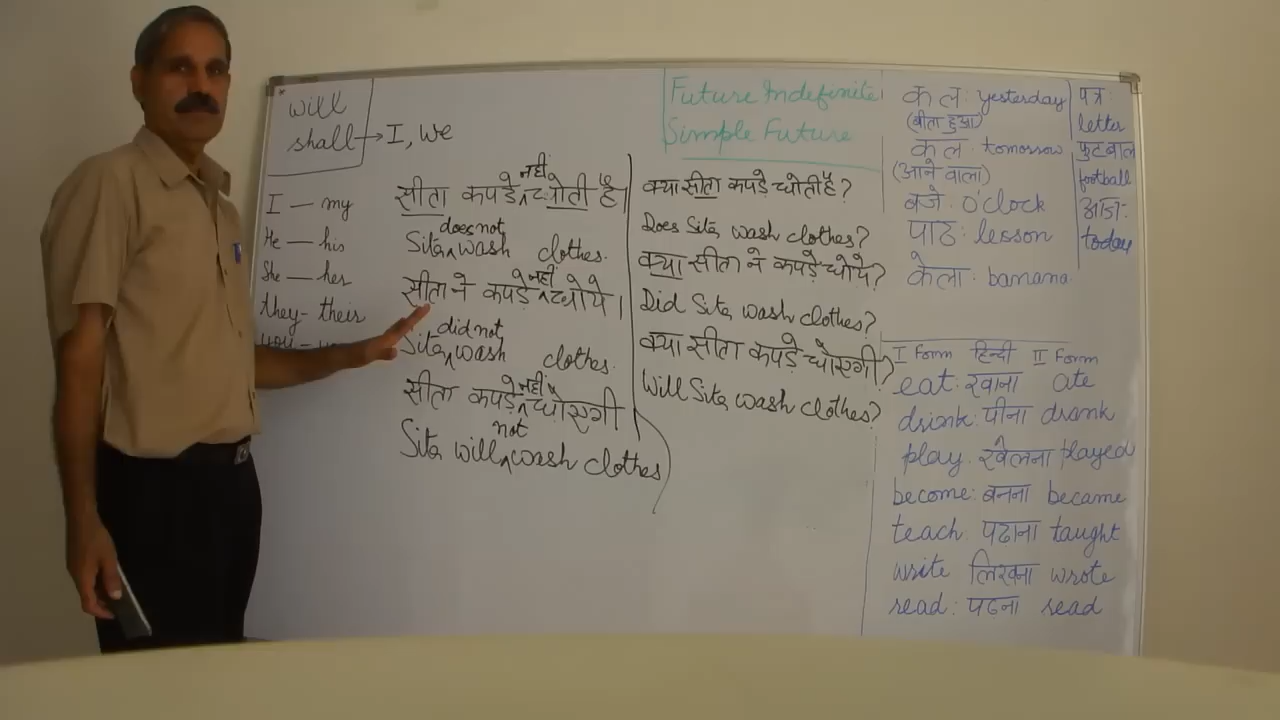 will
shall → I, we
I — my
He — his
She — her
they - their
सीता कपड़े नहीं धोती है।
Sita does not wash clothes.
सीता ने कपड़े नहीं धोये।
Sita did not wash clothes.
सीता कपड़े नहीं धोएगी
Sita will not wash clothes
Future Indefinite
Simple Future
क्या सीता कपड़े धोती है?
Does Sita wash clothes?
क्या सीता ने कपड़े धोये?
Did Sita wash clothes?
क्या सीता कपड़े धोएगी?
Will Sita wash clothes?
कल: yesterday
(बीता हुआ)
कल: tomorrow
(आने वाला)
बजे: o'clock
पाठ: lesson
केला: banana
पत्र:
letter
फुटबाल
football
आज:
today
I Form हिन्दी II Form
eat: खाना ate
drink: पीना drank
play: खेलना played
become: बनना became
teach: पढाना taught
write लिखना wrote
read: पढना read